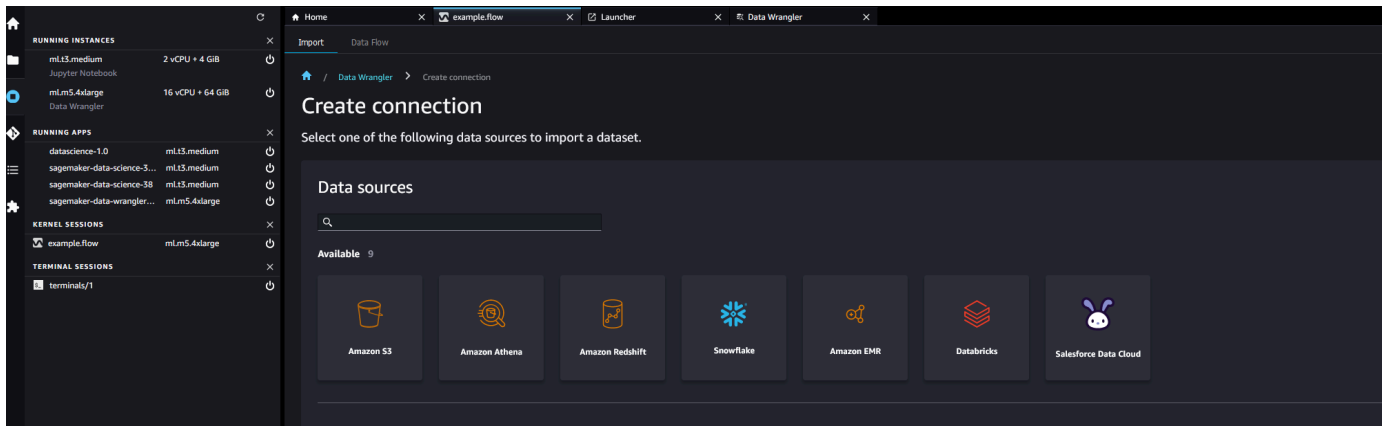 Home
example.flow
Launcher
Data Wrangler
RUNNING INSTANCES
ml.t3.medium 2 vCPU + 4 GiB
Jupyter Notebook
ml.m5.4xlarge 16 vCPU + 64 GiB
Data Wrangler
RUNNING APPS
datascience-1.0 ml.t3.medium
sagemaker-data-science-3... ml.t3.medium
sagemaker-data-science-38 ml.t3.medium
sagemaker-data-wrangler... ml.m5.4xlarge
KERNEL SESSIONS
example.flow ml.m5.4xlarge
TERMINAL SESSIONS
terminals/1
Import Data Flow
/ Data Wrangler > Create connection
Create connection
Select one of the following data sources to import a dataset.
Data sources
Available 9
Amazon S3
Amazon Athena
Amazon Redshift
Snowflake
Amazon EMR
Databricks
Salesforce Data Cloud